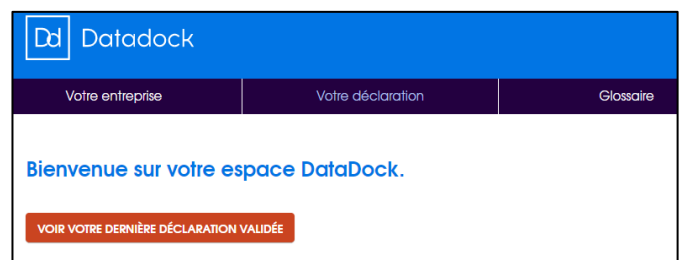 Dd Datadock
Votre entreprise Votre déclaration Glossaire
Bienvenue sur votre espace DataDock.
VOIR VOTRE DERNIÈRE DÉCLARATION VALIDÉE